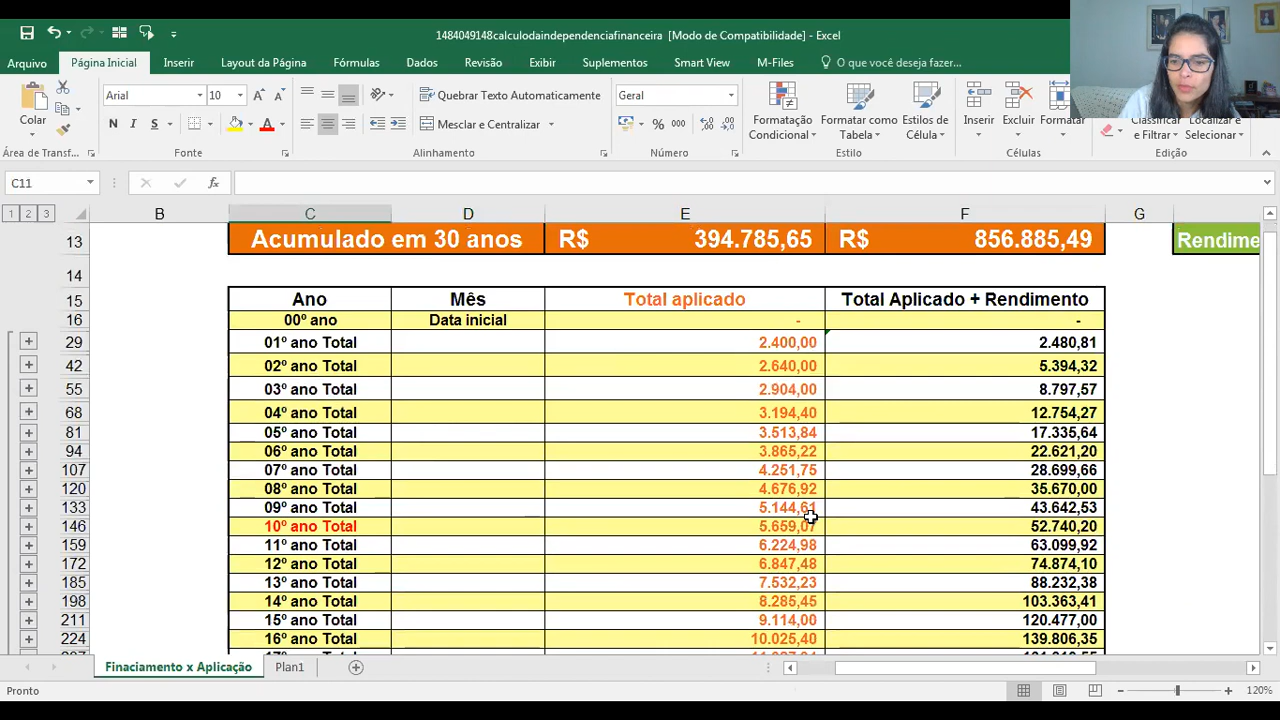 1484049148calculodaindependenciafinanceira [Modo de Compatibilidade] - Excel
Arquivo Página Inicial Inserir Layout da Página Fórmulas Dados Revisão Exibir Suplementos Smart View M-Files O que você deseja fazer...
Colar Arial 10 Quebrar Texto Automaticamente Geral Formatação Condicional Formatar como Tabela Estilos de Célula Inserir Excluir Formatar Classificar e Filtrar Localizar e Selecionar
N I S Mesclar e Centralizar % 000
Área de Transf... Fonte Alinhamento Número Estilo Células Edição
C11 fx
1 2 3 B C D E F G
13 Acumulado em 30 anos R$ 394.785,65 R$ 856.885,49 Rendime
14
15 Ano Mês Total aplicado Total Aplicado + Rendimento
16 00º ano Data inicial - -
29 01º ano Total 2.400,00 2.480,81
42 02º ano Total 2.640,00 5.394,32
55 03º ano Total 2.904,00 8.797,57
68 04º ano Total 3.194,40 12.754,27
81 05º ano Total 3.513,84 17.335,64
94 06º ano Total 3.865,22 22.621,20
107 07º ano Total 4.251,75 28.699,66
120 08º ano Total 4.676,92 35.670,00
133 09º ano Total 5.144,61 43.642,53
146 10º ano Total 5.659,07 52.740,20
159 11º ano Total 6.224,98 63.099,92
172 12º ano Total 6.847,48 74.874,10
185 13º ano Total 7.532,23 88.232,38
198 14º ano Total 8.285,45 103.363,41
211 15º ano Total 9.114,00 120.477,00
224 16º ano Total 10.025,40 139.806,35
Finaciamento x Aplicação Plan1
Pronto 120%